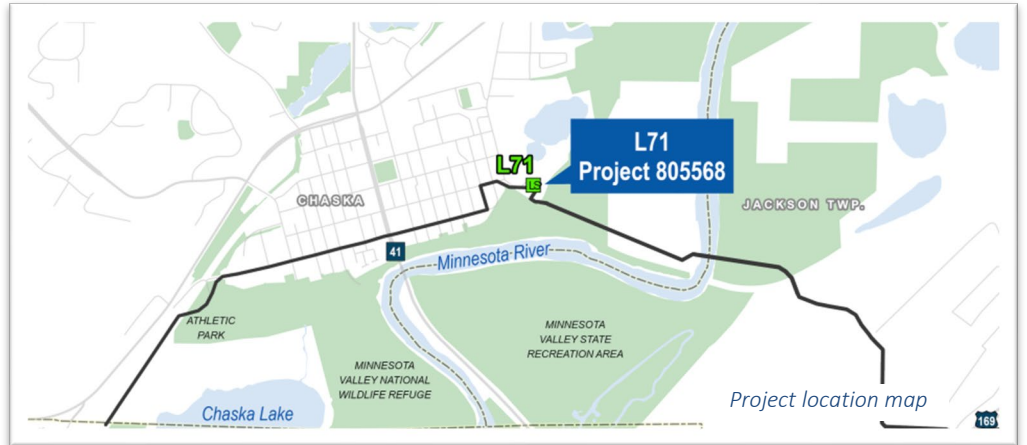 L71
Project 805568
L71
LS
CHASKA
JACKSON TWP.
41
Minnesota River
ATHLETIC
PARK
MINNESOTA
VALLEY STATE
RECREATION AREA
MINNESOTA
VALLEY NATIONAL
WILDLIFE REFUGE
Chaska Lake
Project location map
169